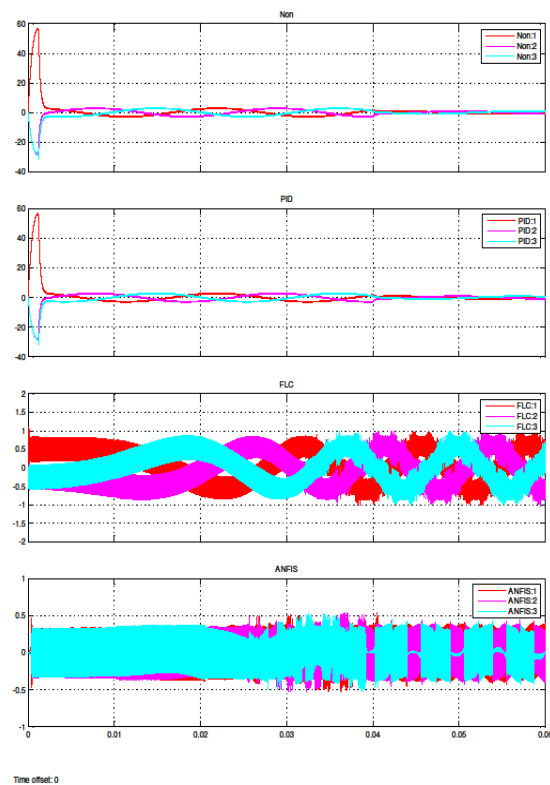 Non
60
40
20
0
-20
-40
Non:1
Non:2
Non:3
PID
60
40
20
0
-20
-40
PID:1
PID:2
PID:3
FLC
2
1.5
1
0.5
0
-0.5
-1
-1.5
-2
FLC:1
FLC:2
FLC:3
ANFIS
1
0.5
0
-0.5
-1
ANFIS:1
ANFIS:2
ANFIS:3
0 0.01 0.02 0.03 0.04 0.05 0.06
Time offset: 0